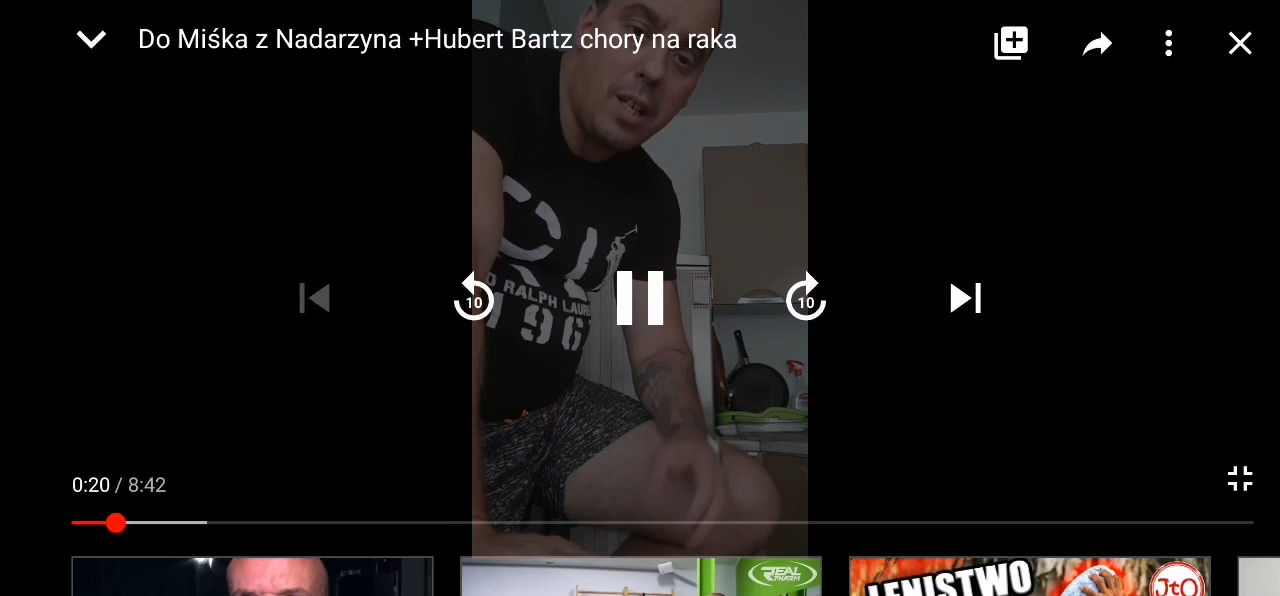 Do Miśka z Nadarzyna +Hubert Bartz chory na raka
RALPH LAUR
196
10
10
0:20 / 8:42
REAL
PHARM
LENISTWO
JtO